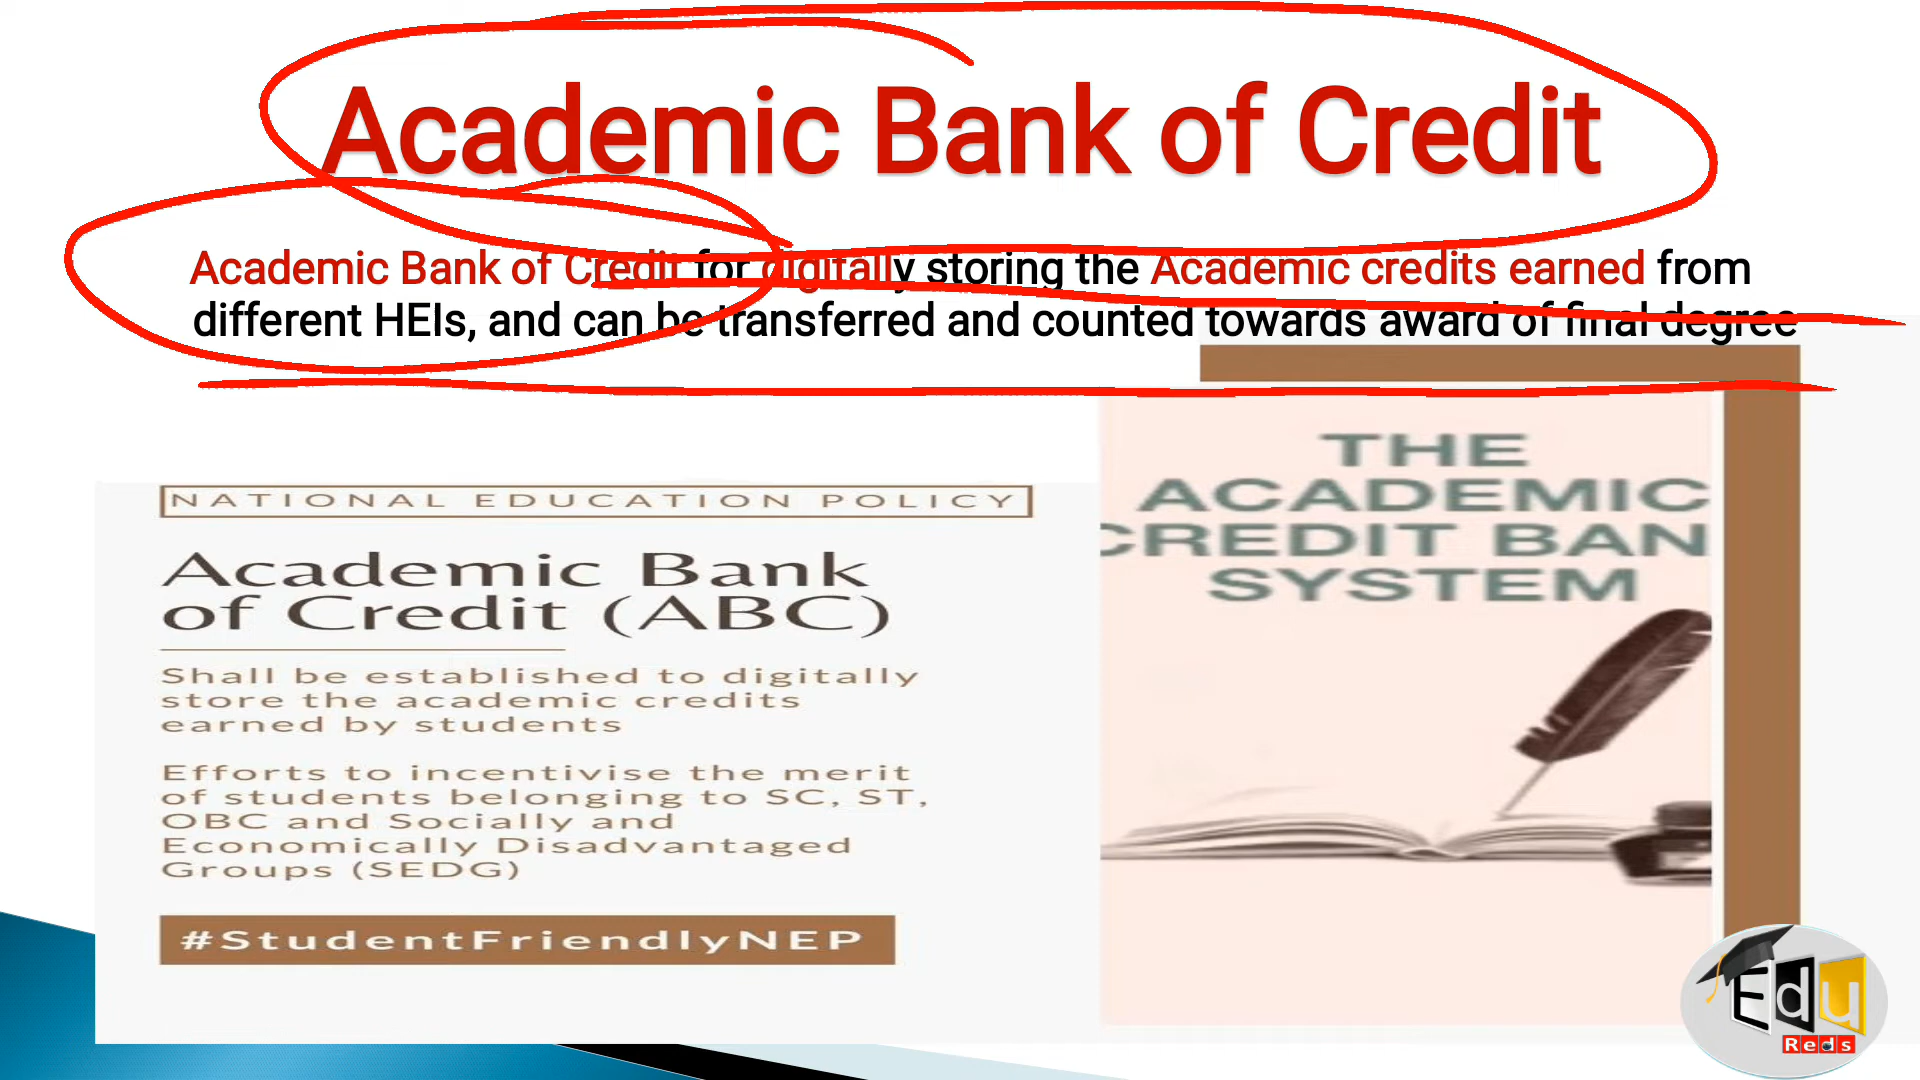 Academic Bank of Credit
Academic Bank of Credit for digitally storing the Academic credits earned from
different HEIs, and can be transferred and counted towards award of final degree
NATIONAL EDUCATION POLICY
Academic Bank
of Credit (ABC)
Shall be established to digitally
store the academic credits
earned by students
Efforts to incentivise the merit
of students belonging to SC, ST,
OBC and Socially and
Economically Disadvantaged
Groups (SEDG)
#StudentFriendlyNEP
THE
ACADEMIC
CREDIT BAN
SYSTEM
Edu
Reds